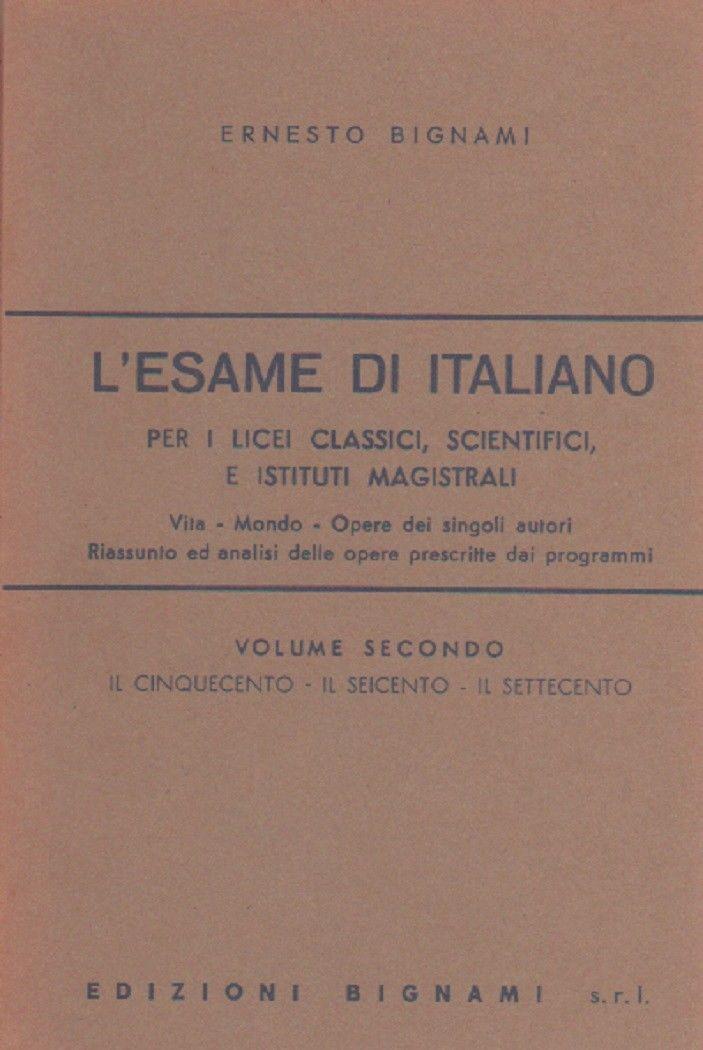 ERNESTO BIGNAMI
L'ESAME DI ITALIANO
PER I LICEI CLASSICI, SCIENTIFICI,
E ISTITUTI MAGISTRALI
Vita - Mondo - Opere dei singoli autori
Riassunto ed analisi delle opere prescritte dai programmi
VOLUME SECONDO
IL CINQUECENTO - IL SEICENTO - IL SETTECENTO
EDIZIONI BIGNAMI s.r.l.